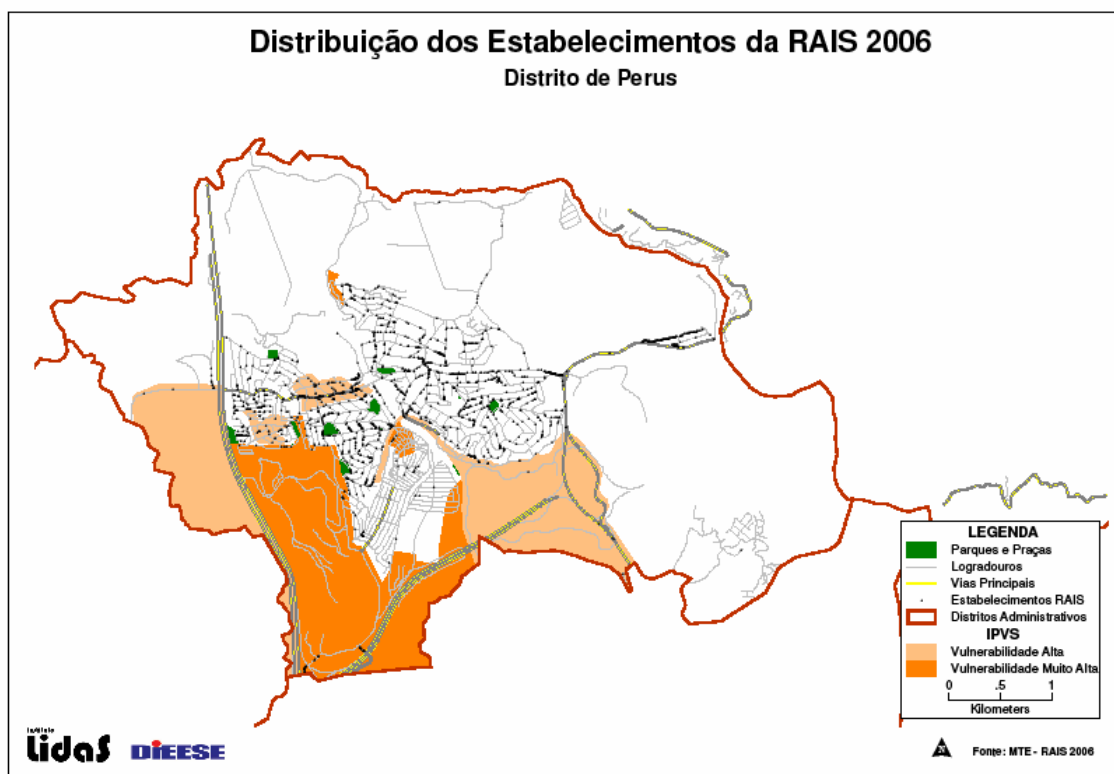 Distribuição dos Estabelecimentos da RAIS 2006
Distrito de Perus
LEGENDA
Parques e Praças
Logradouros
Vias Principais
Estabelecimentos RAIS
Distritos Administrativos
IPVS
Vulnerabilidade Alta
Vulnerabilidade Muito Alta
0 .5 1
Kilometers
Instituto
Lidas DIEESE
Fonte: MTE - RAIS 2006